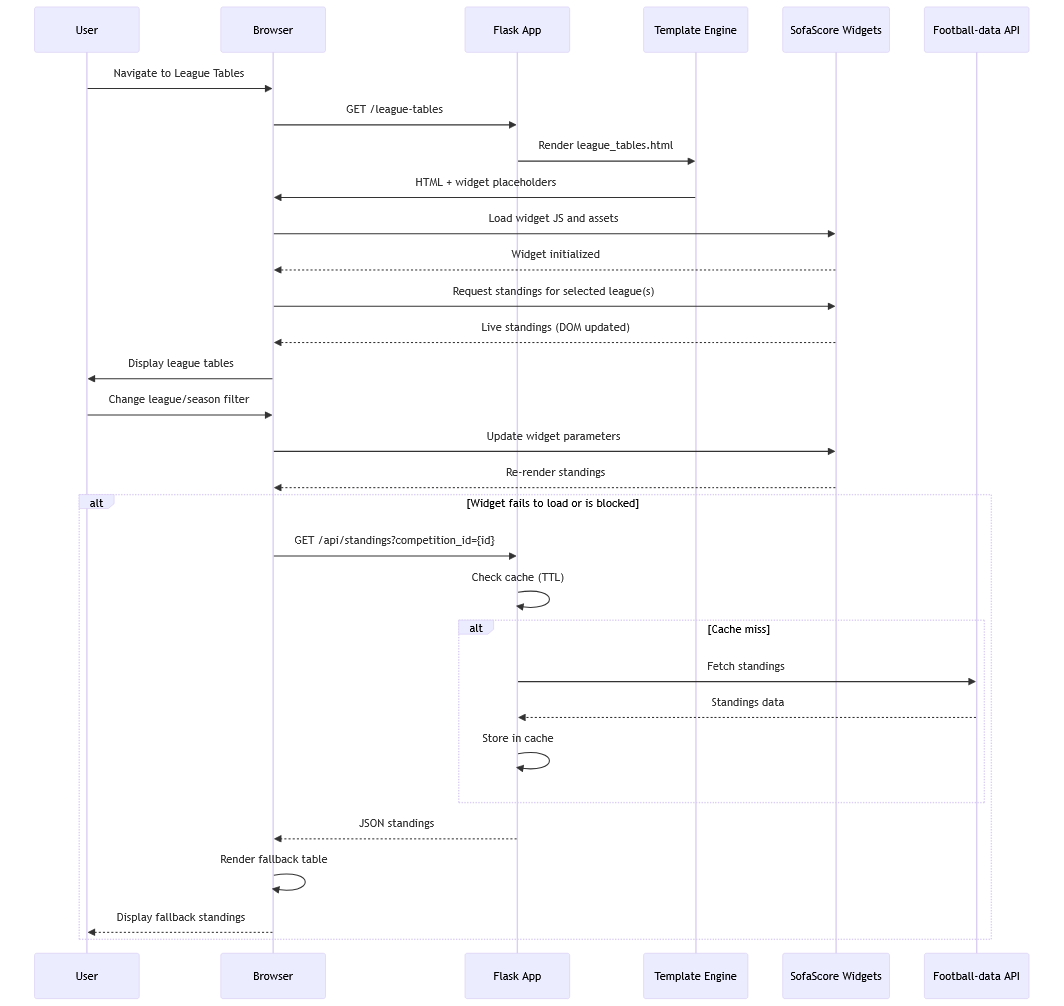 User
Browser
Flask App
Template Engine
SofaScore Widgets
Football-data API
Navigate to League Tables
GET /league-tables
Render league_tables.html
HTML + widget placeholders
Load widget JS and assets
Widget initialized
Request standings for selected league(s)
Live standings (DOM updated)
Display league tables
Change league/season filter
Update widget parameters
Re-render standings
alt
[Widget fails to load or is blocked]
GET /api/standings?competition_id={id}
Check cache (TTL)
alt
[Cache miss]
Fetch standings
Standings data
Store in cache
JSON standings
Render fallback table
Display fallback standings
User
Browser
Flask App
Template Engine
SofaScore Widgets
Football-data API